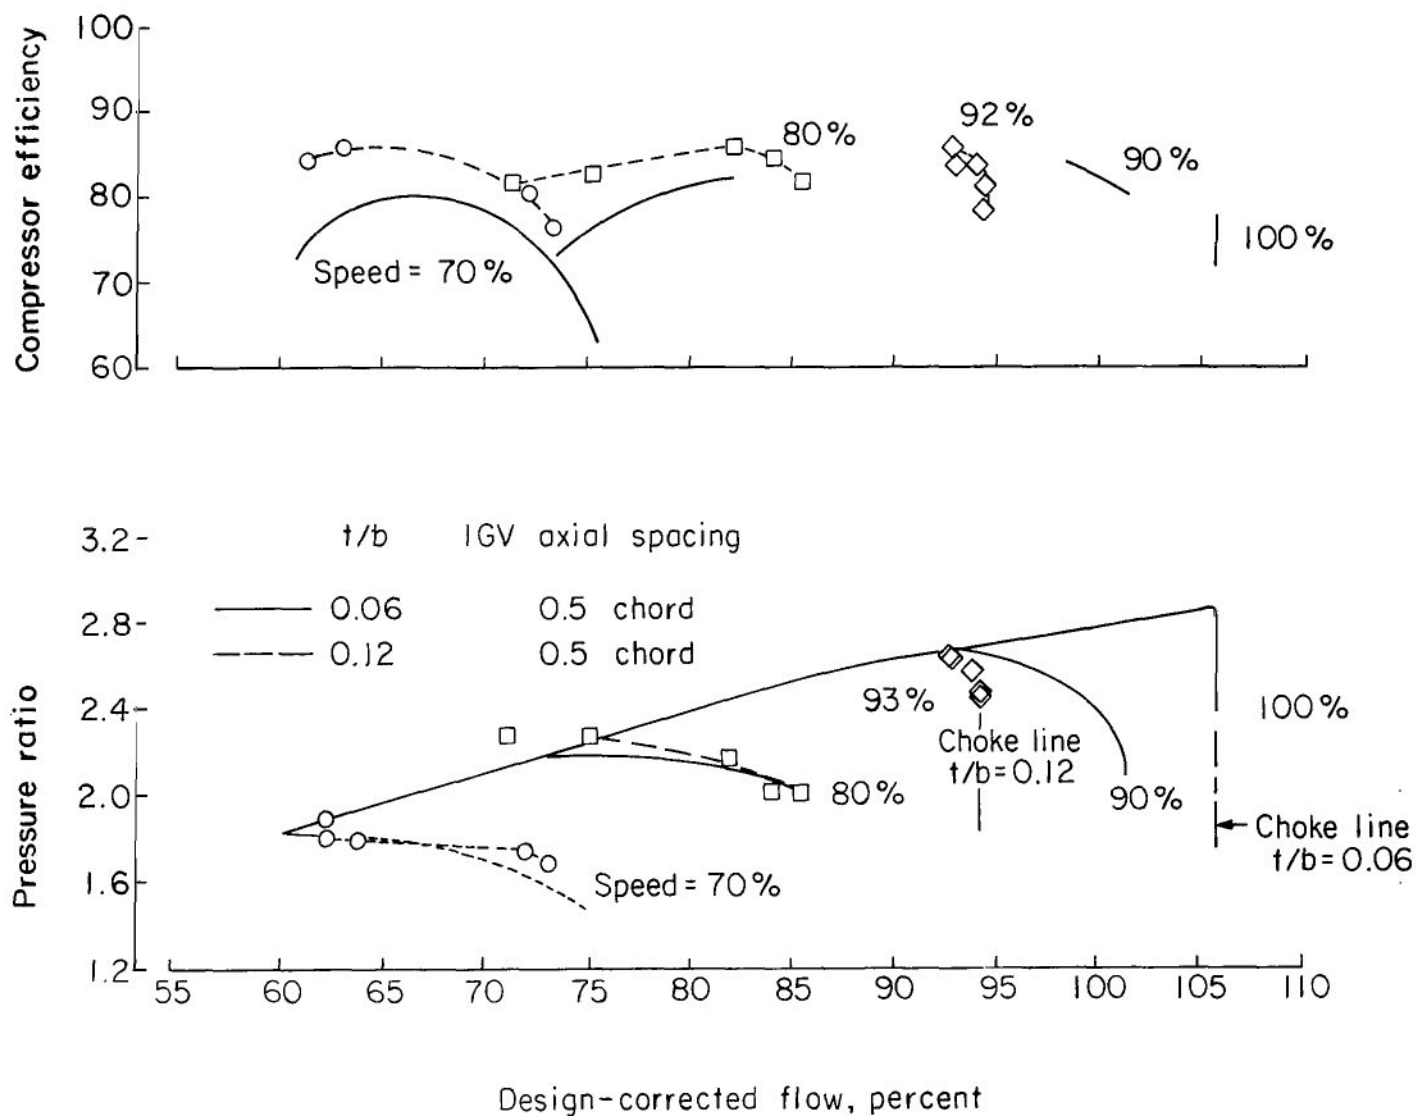 Compressor efficiency
100
90
80
70
60
80%
92%
90%
100%
Speed = 70%
Pressure ratio
3.2
2.8
2.4
2.0
1.6
1.2
t/b IGV axial spacing
0.06 0.5 chord
0.12 0.5 chord
93%
100%
Choke line
t/b=0.12
80%
90%
Choke line
t/b=0.06
Speed = 70%
55 60 65 70 75 80 85 90 95 100 105 110
Design-corrected flow, percent